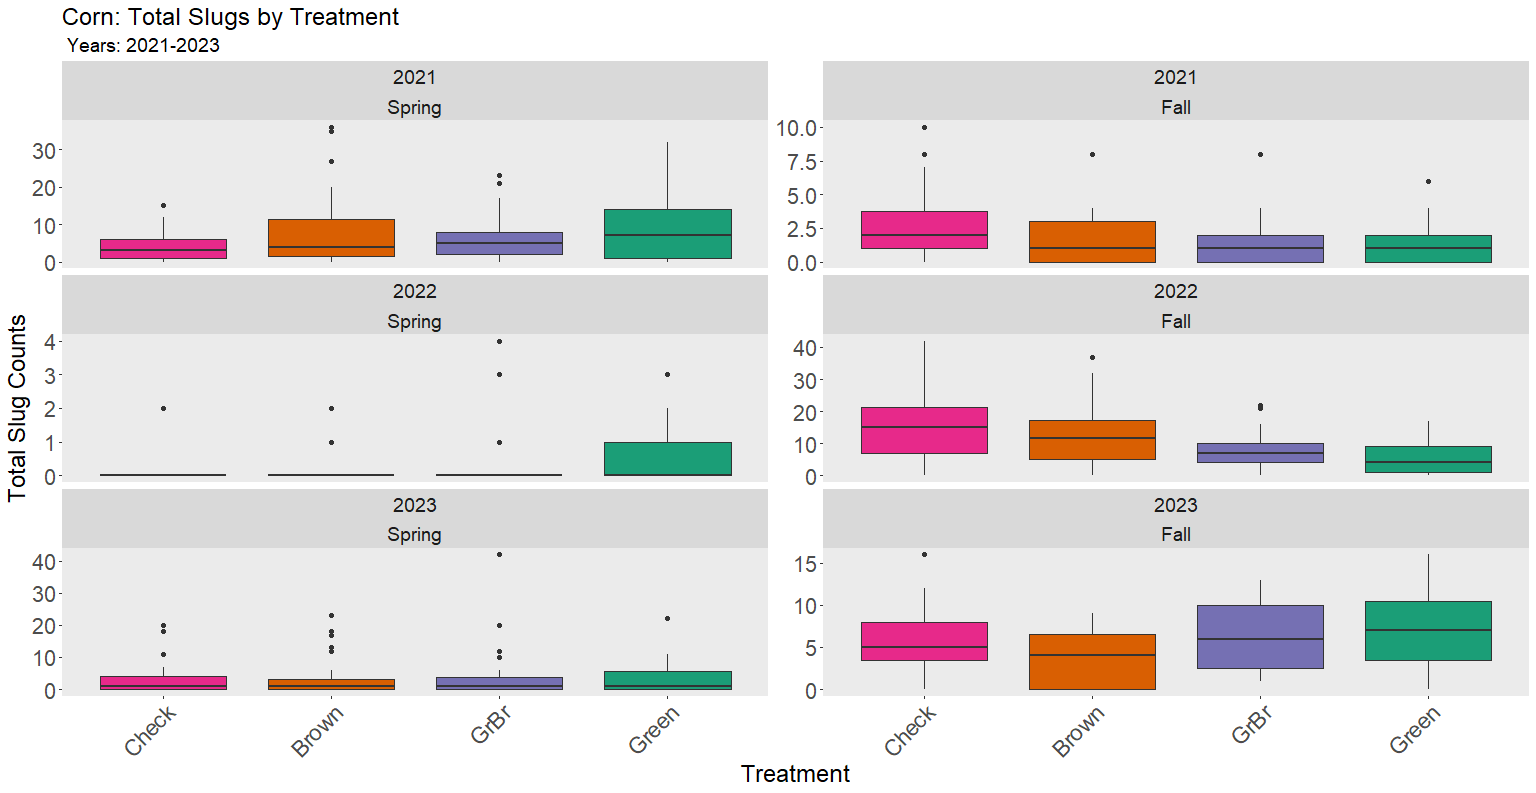 Corn: Total Slugs by Treatment
Years: 2021-2023
2021
Spring
30
20
10
0
2021
Fall
10.0
7.5
5.0
2.5
0.0
2022
Spring
4
3
2
1
0
2022
Fall
40
30
20
10
0
2023
Spring
40
30
20
10
0
2023
Fall
15
10
5
0
Total Slug Counts
Check
Brown
GrBr
Green
Check
Brown
GrBr
Green
Treatment